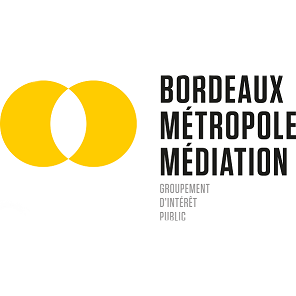 BORDEAUX
MÉTROPOLE
MÉDIATION
GROUPEMENT
D'INTÉRÊT
PUBLIC